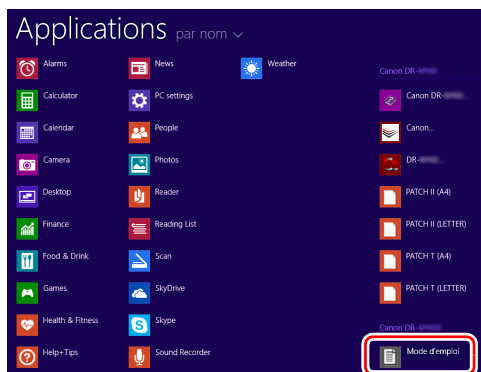 Applications par nom
Alarms
Calculator
Calendar
Camera
Desktop
Finance
Food & Drink
Games
Health & Fitness
Help+Tips
News
PC settings
People
Photos
Reader
Reading List
Scan
SkyDrive
Skype
Sound Recorder
Weather
Canon DR-
Canon DR-
Canon...
DR-
PATCH II (A4)
PATCH II (LETTER)
PATCH T (A4)
PATCH T (LETTER)
Canon DR-
Mode d'emploi